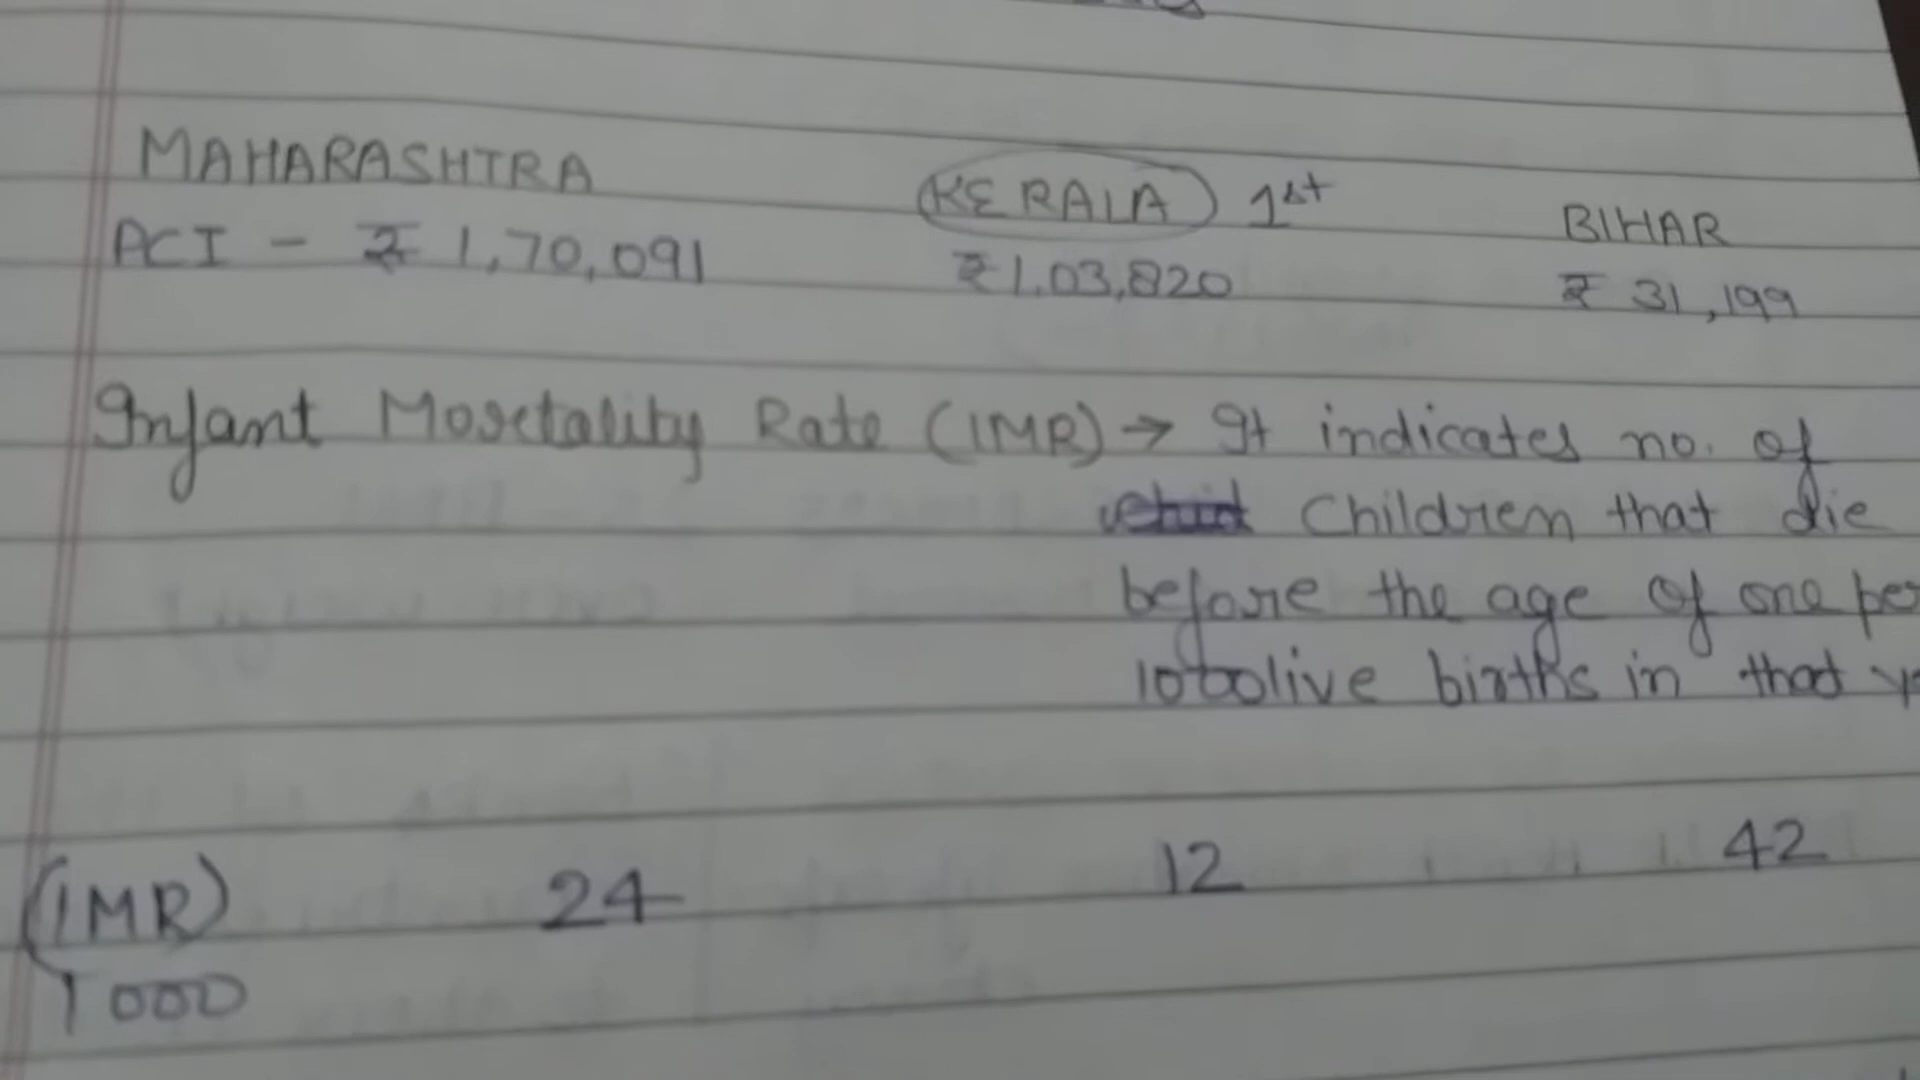 MAHARASHTRA KERALA 1st BIHAR
PCI - ₹ 1,70,091 ₹1,03,820 ₹ 31,199
Infant Mortality Rate (IMR) → It indicates no. of
Children that die
before the age of one per
1000 live births in that
(IMR) 24 12 42
1000